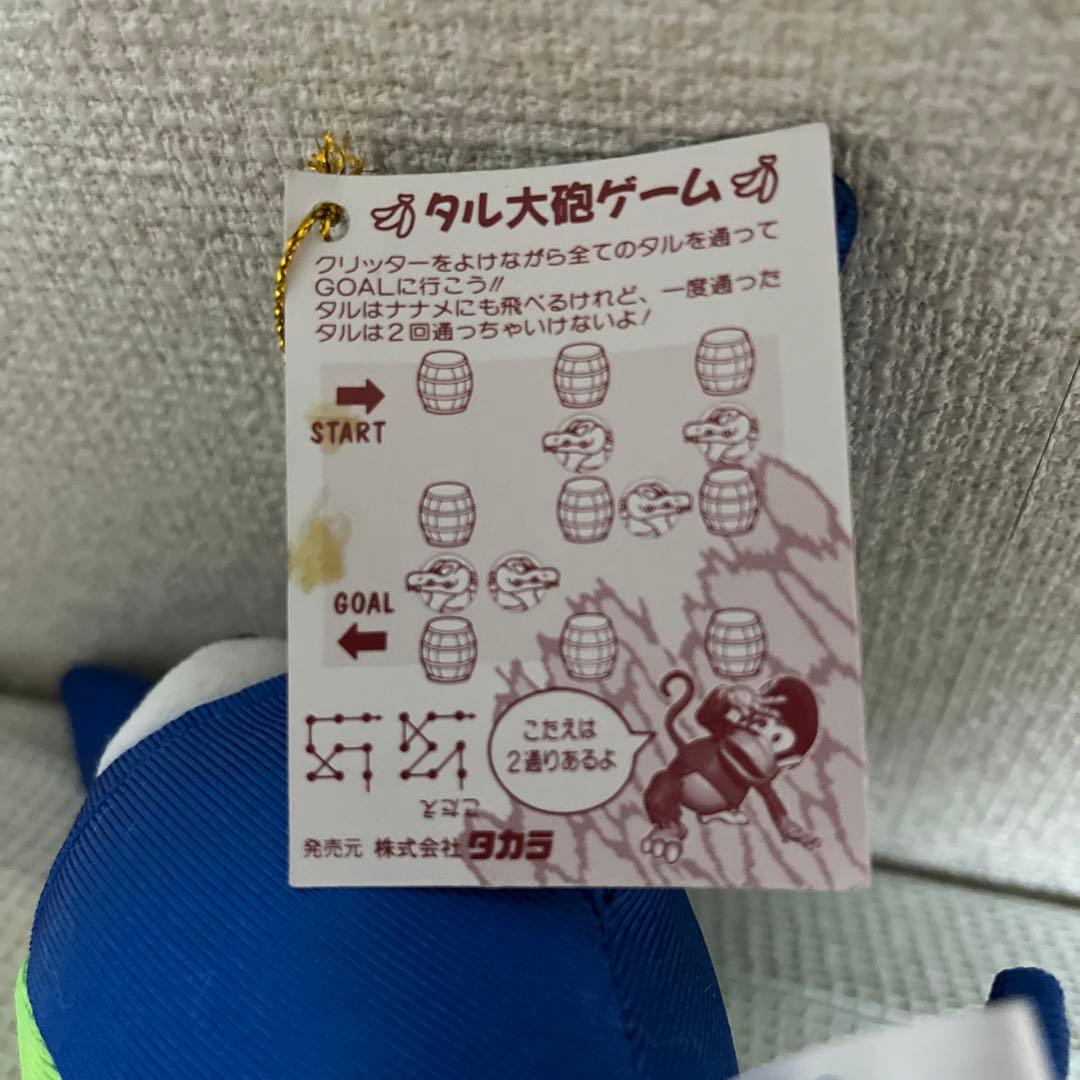 タル大砲ゲーム
クリッターをよけながら全てのタルを通って
GOALに行こう!!
タルはナナメにも飛べるけれど、一度通った
タルは2回通っちゃいけないよ!
START
GOAL
こたえは
2通りあるよ
こたえ
発売元 株式会社タカラ